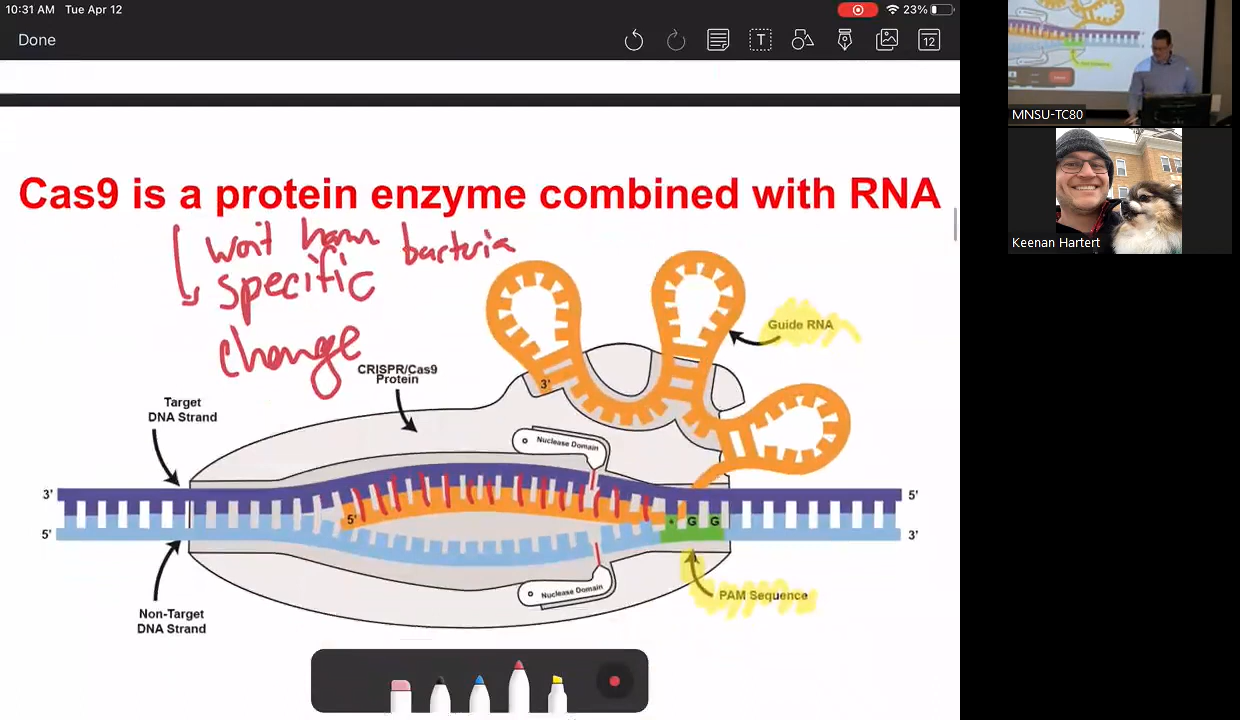 10:31 AM Tue Apr 12
23%
Done
T
12
Cas9 is a protein enzyme combined with RNA
wont harm bacteria
specific
change
Guide RNA
CRISPR/Cas9
Protein
3'
Target
DNA Strand
Nuclease Domain
3'
5'
5'
G G
5'
3'
Nuclease Domain
PAM Sequence
Non-Target
DNA Strand
MNSU-TC80
Keenan Hartert